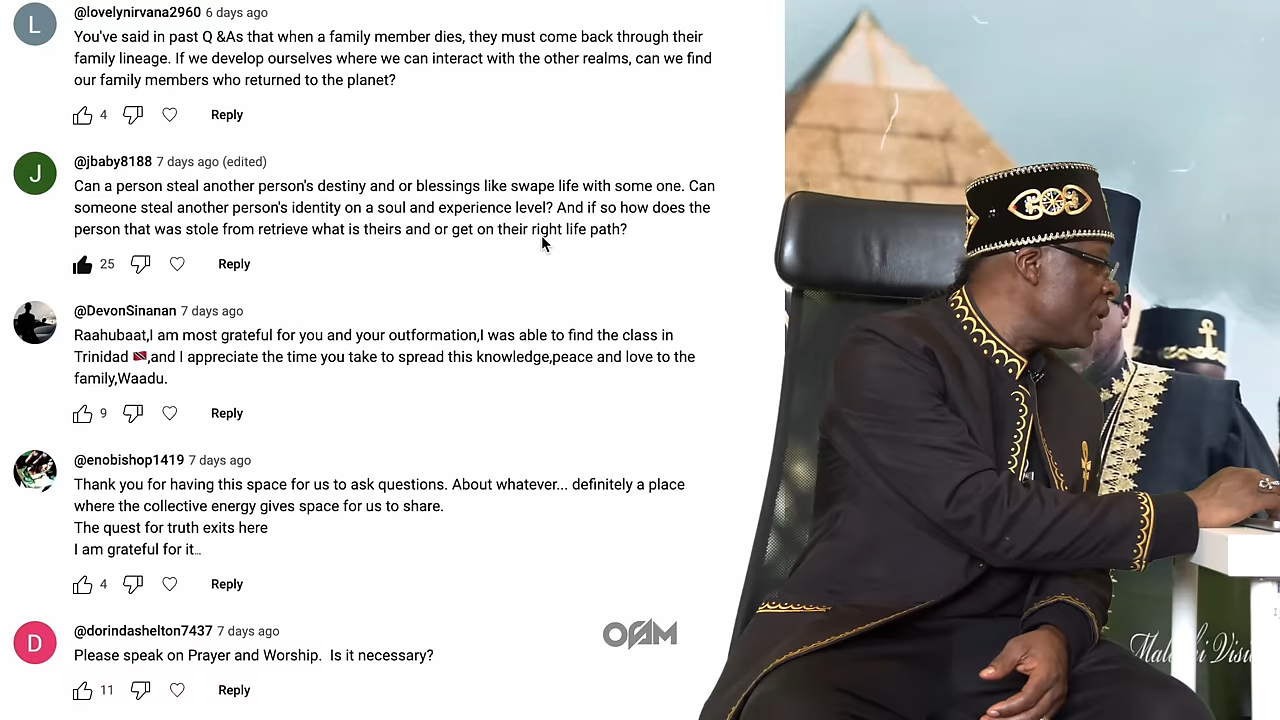 @lovelynirvana2960 6 days ago
You've said in past Q &As that when a family member dies, they must come back through their
family lineage. If we develop ourselves where we can interact with the other realms, can we find
our family members who returned to the planet?
4 Reply
J
@jbaby8188 7 days ago (edited)
Can a person steal another person's destiny and or blessings like swape life with some one. Can
someone steal another person's identity on a soul and experience level? And if so how does the
person that was stole from retrieve what is theirs and or get on their right life path?
25 Reply
@DevonSinanan 7 days ago
Raahubaat,I am most grateful for you and your outformation,I was able to find the class in
Trinidad 🇹🇹,and I appreciate the time you take to spread this knowledge,peace and love to the
family,Waadu.
9 Reply
@enobishop1419 7 days ago
Thank you for having this space for us to ask questions. About whatever... definitely a place
where the collective energy gives space for us to share.
The quest for truth exits here
I am grateful for it...
4 Reply
D
@dorindashelton7437 7 days ago
Please speak on Prayer and Worship. Is it necessary?
11 Reply
OFAM